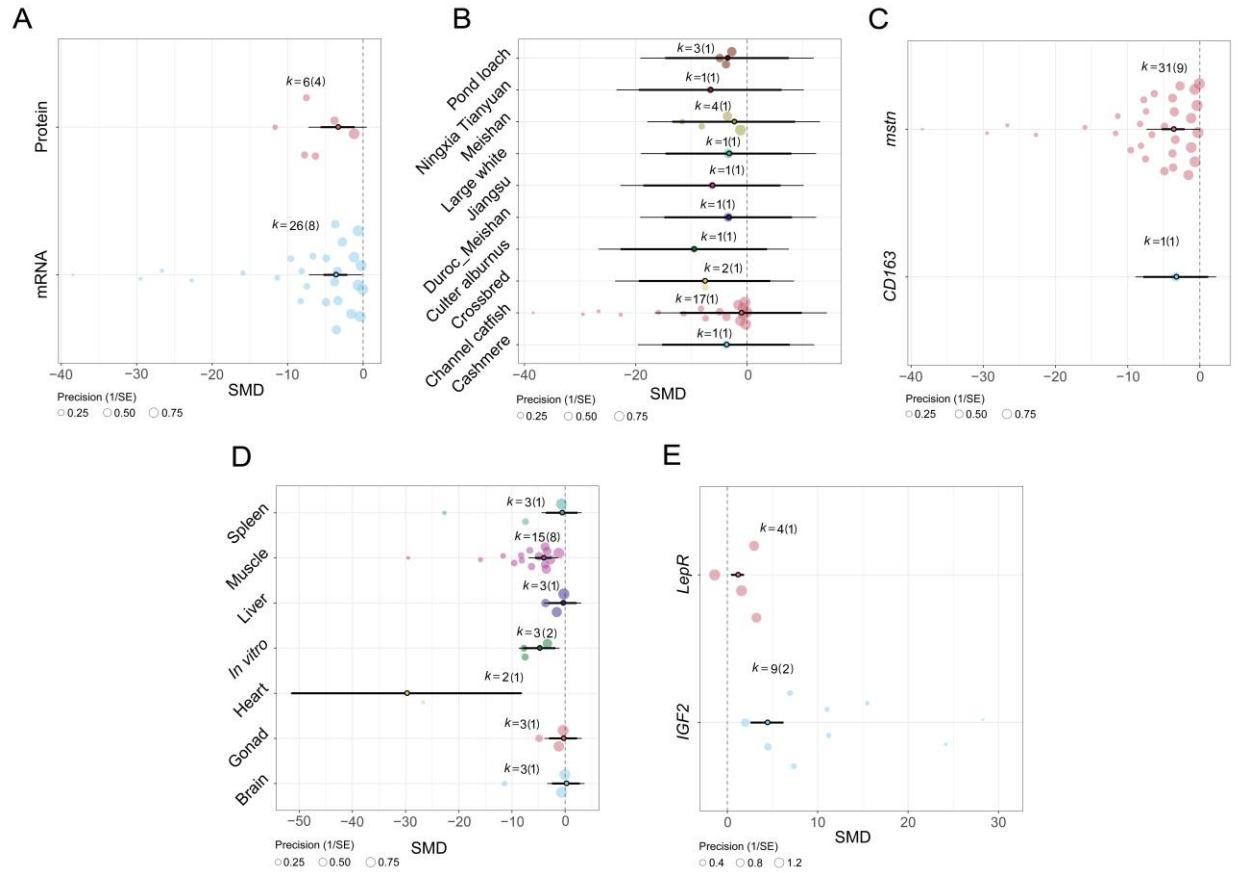 A
Protein
mRNA
k=6(4)
k=26(8)
−40
−30
−20
−10
0
SMD
Precision (1/SE)
0.25 0.50 0.75
B
Pond loach
Ningxia Tianyuan
Meishan
Large white
Jiangsu
Duroc_Meishan
Culter alburnus
Crossbred
Channel catfish
Cashmere
k=3(1)
k=1(1)
k=4(1)
k=1(1)
k=1(1)
k=1(1)
k=1(1)
k=2(1)
k=17(1)
k=1(1)
−40
−20
0
SMD
Precision (1/SE)
0.25 0.50 0.75
C
mstn
CD163
k=31(9)
k=1(1)
−40
−30
−20
−10
0
SMD
Precision (1/SE)
0.25 0.50 0.75
D
Spleen
Muscle
Liver
In vitro
Heart
Gonad
Brain
k=3(1)
k=15(8)
k=3(1)
k=3(2)
k=2(1)
k=3(1)
k=3(1)
−50
−40
−30
−20
−10
0
SMD
Precision (1/SE)
0.25 0.50 0.75
E
LepR
IGF2
k=4(1)
k=9(2)
0
10
20
30
SMD
Precision (1/SE)
0.4 0.8 1.2